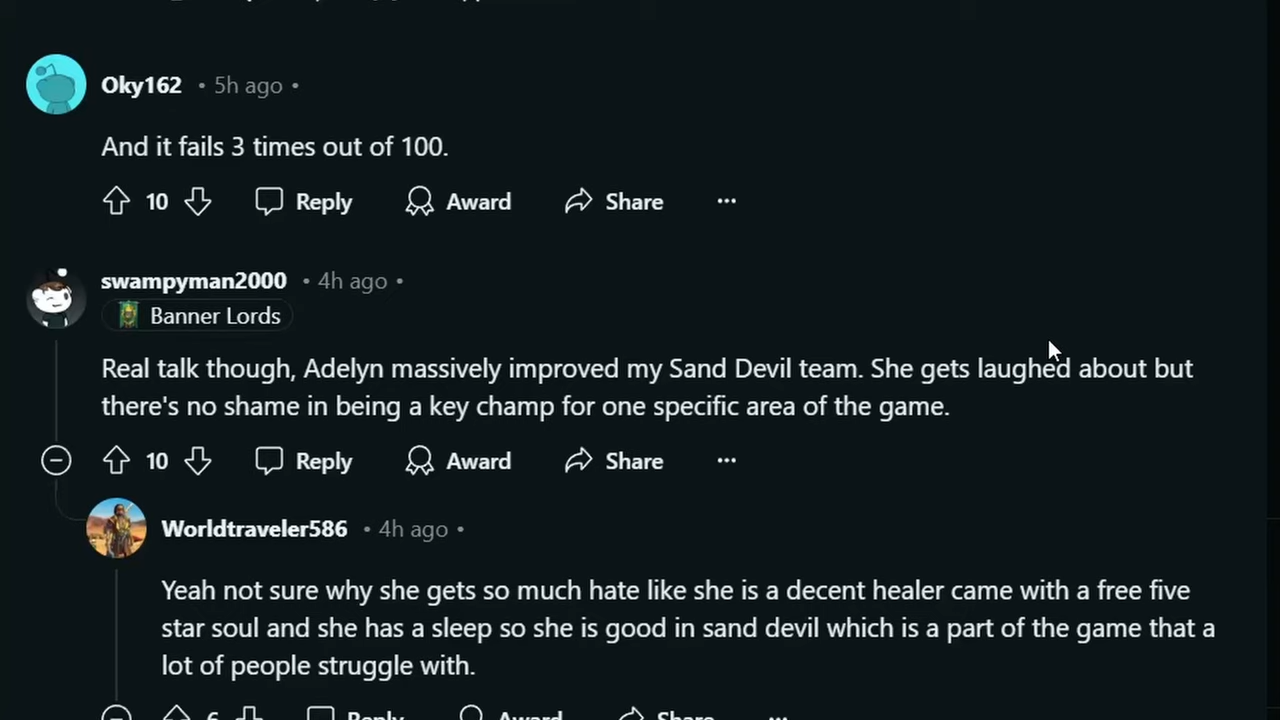 Oky162 • 5h ago •
And it fails 3 times out of 100.
10 Reply Award Share ...
swampyman2000 • 4h ago •
Banner Lords
Real talk though, Adelyn massively improved my Sand Devil team. She gets laughed about but
there's no shame in being a key champ for one specific area of the game.
10 Reply Award Share ...
Worldtraveler586 • 4h ago •
Yeah not sure why she gets so much hate like she is a decent healer came with a free five
star soul and she has a sleep so she is good in sand devil which is a part of the game that a
lot of people struggle with.
6 Reply Award Share ...